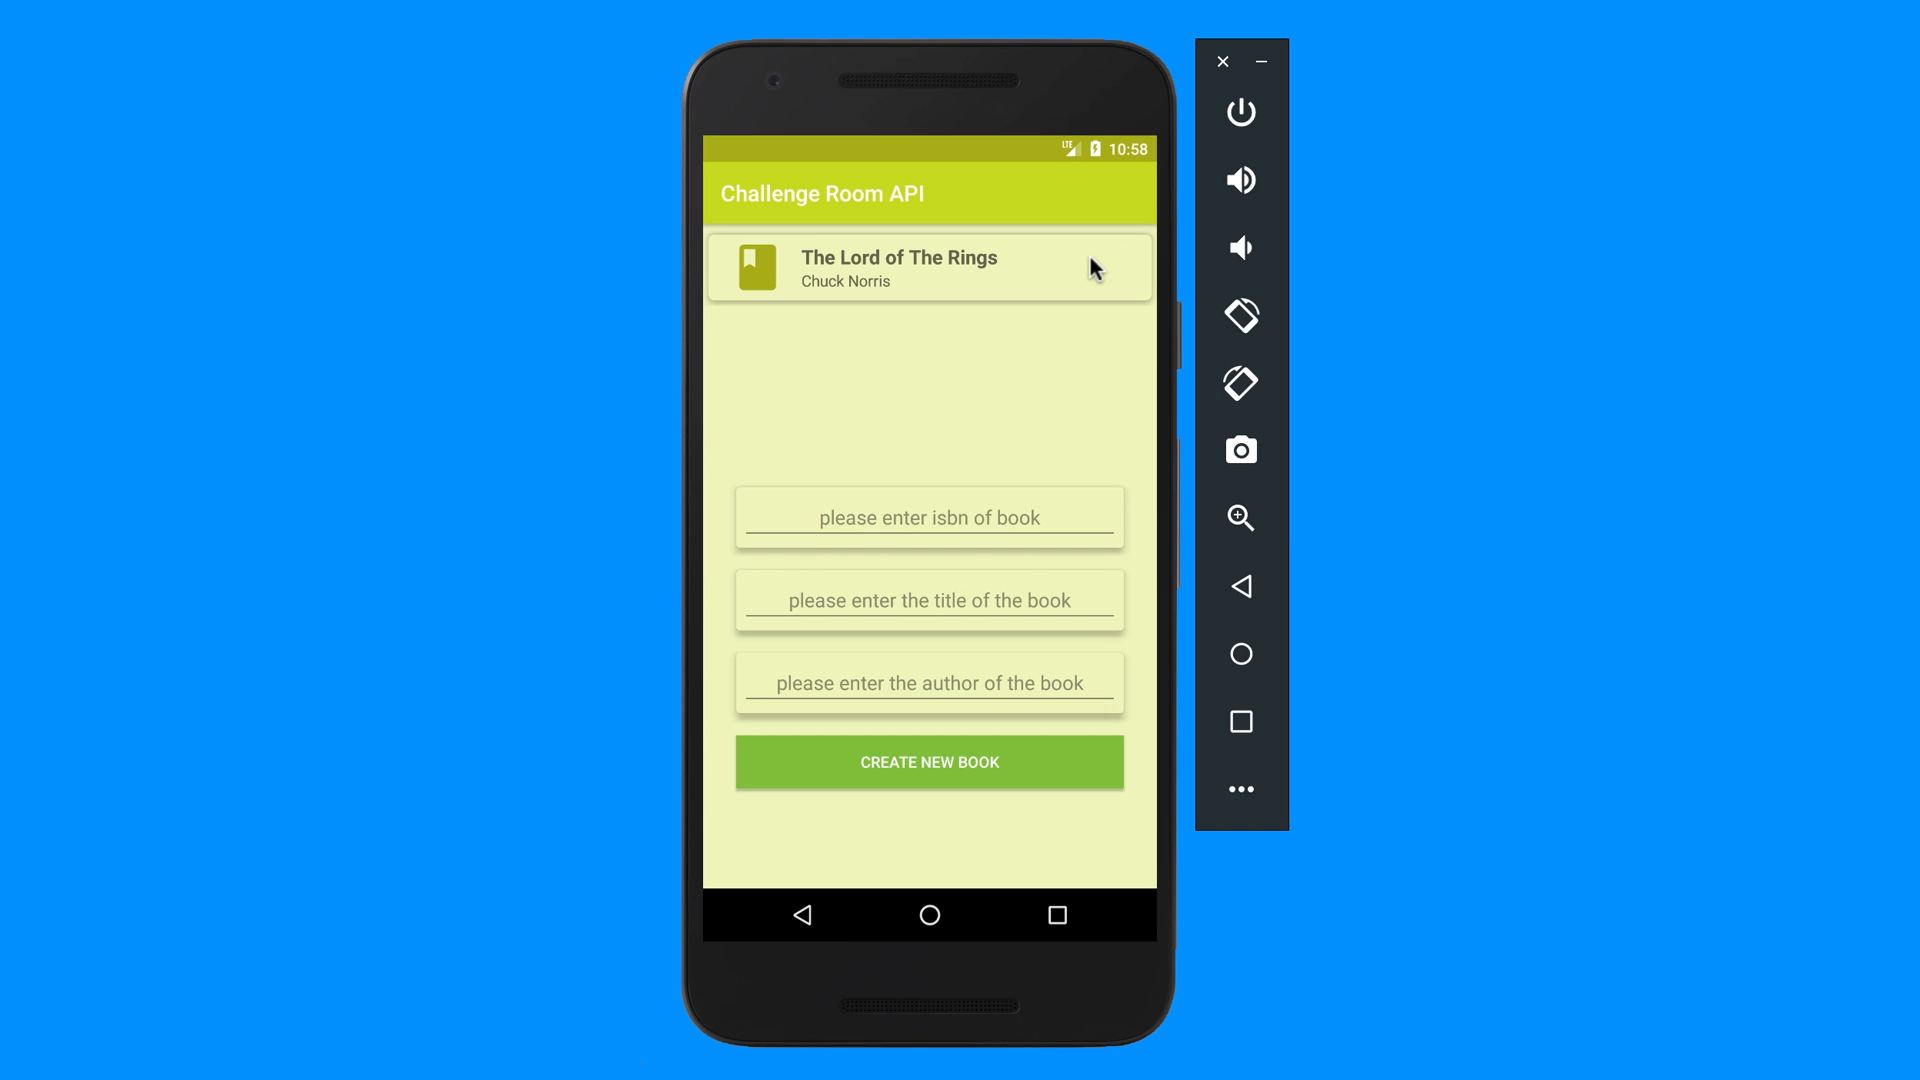 LTE 10:58
Challenge Room API
The Lord of The Rings
Chuck Norris
please enter isbn of book
please enter the title of the book
please enter the author of the book
CREATE NEW BOOK